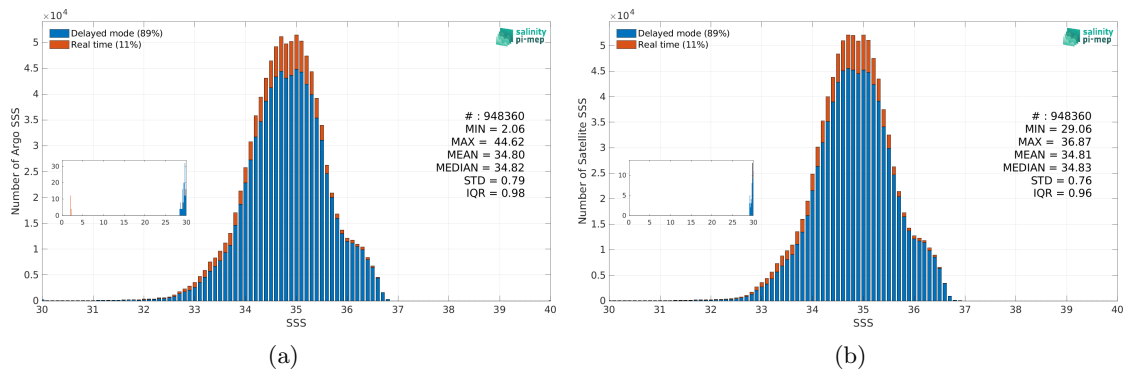 ×10⁴
Delayed mode (89%)
Real time (11%)
salinity
pi-mep
5
4.5
4
3.5
3
2.5
2
1.5
1
0.5
0
Number of Argo SSS
# : 948360
MIN = 2.06
MAX = 44.62
MEAN = 34.80
MEDIAN = 34.82
STD = 0.79
IQR = 0.98
30
20
10
0
0 5 10 15 20 25 30
30 31 32 33 34 35 36 37 38 39 40
SSS
(a)
×10⁴
Delayed mode (89%)
Real time (11%)
salinity
pi-mep
5
4.5
4
3.5
3
2.5
2
1.5
1
0.5
0
Number of Satellite SSS
# : 948360
MIN = 29.06
MAX = 36.87
MEAN = 34.81
MEDIAN = 34.83
STD = 0.76
IQR = 0.96
10
5
0
0 5 10 15 20 25 30
30 31 32 33 34 35 36 37 38 39 40
SSS
(b)